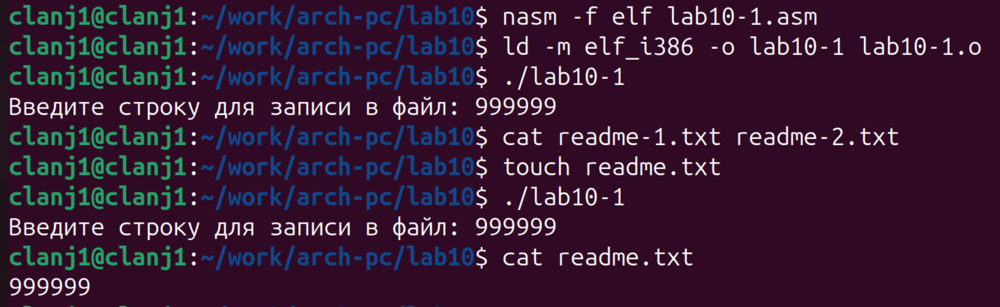 clanj1@clanj1:~/work/arch-pc/lab10$ nasm -f elf lab10-1.asm
clanj1@clanj1:~/work/arch-pc/lab10$ ld -m elf_i386 -o lab10-1 lab10-1.o
clanj1@clanj1:~/work/arch-pc/lab10$ ./lab10-1
Введите строку для записи в файл: 999999
clanj1@clanj1:~/work/arch-pc/lab10$ cat readme-1.txt readme-2.txt
clanj1@clanj1:~/work/arch-pc/lab10$ touch readme.txt
clanj1@clanj1:~/work/arch-pc/lab10$ ./lab10-1
Введите строку для записи в файл: 999999
clanj1@clanj1:~/work/arch-pc/lab10$ cat readme.txt
999999